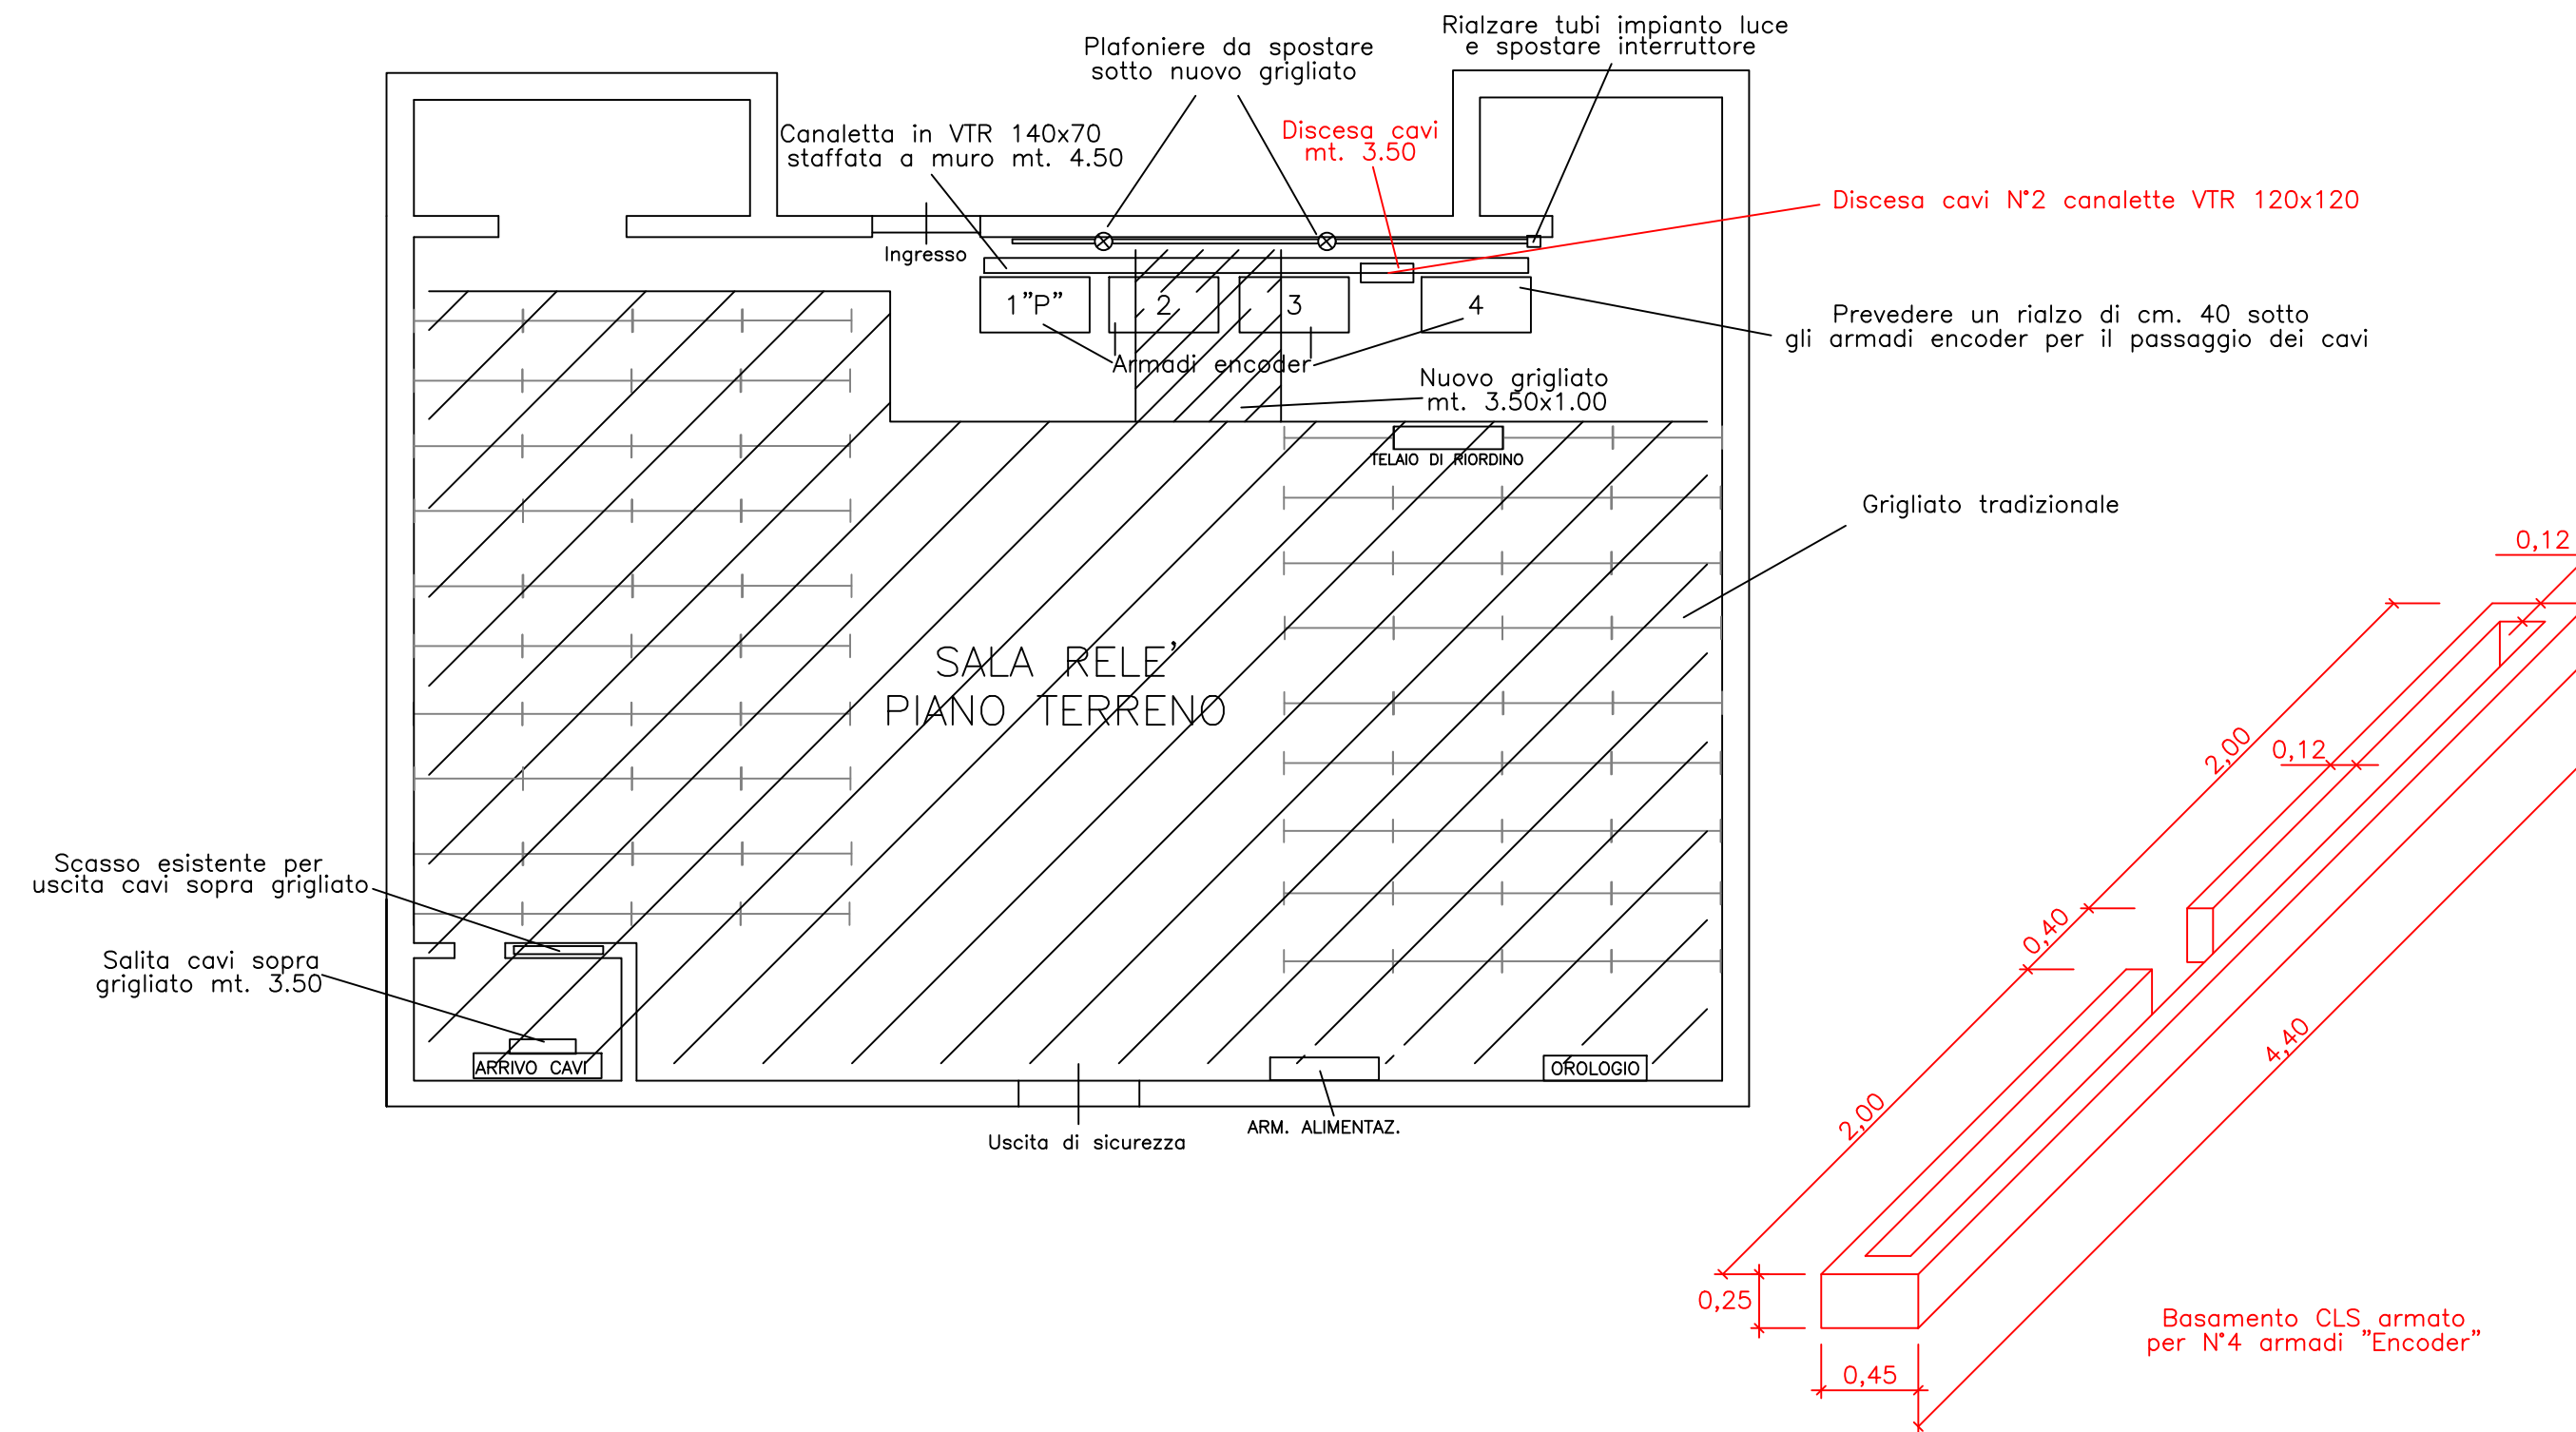 Rialzare tubi impianto luce
e spostare interruttore
Plafoniere da spostare
sotto nuovo grigliato
Canaletta in VTR 140x70
staffata a muro mt. 4.50
Discesa cavi
mt. 3.50
Discesa cavi N°2 canalette VTR 120x120
Ingresso
1"P"
2
3
4
Prevedere un rialzo di cm. 40 sotto
gli armadi encoder per il passaggio dei cavi
Armadi encoder
Nuovo grigliato
mt. 3.50x1.00
TELAIO DI RIORDINO
Grigliato tradizionale
SALA RELE'
PIANO TERRENO
Scasso esistente per
uscita cavi sopra grigliato
Salita cavi sopra
grigliato mt. 3.50
ARRIVO CAVI
OROLOGIO
Uscita di sicurezza
ARM. ALIMENTAZ.
0,12
2,00
0,12
0,40
2,00
4,40
0,25
0,45
Basamento CLS armato
per N°4 armadi "Encoder"